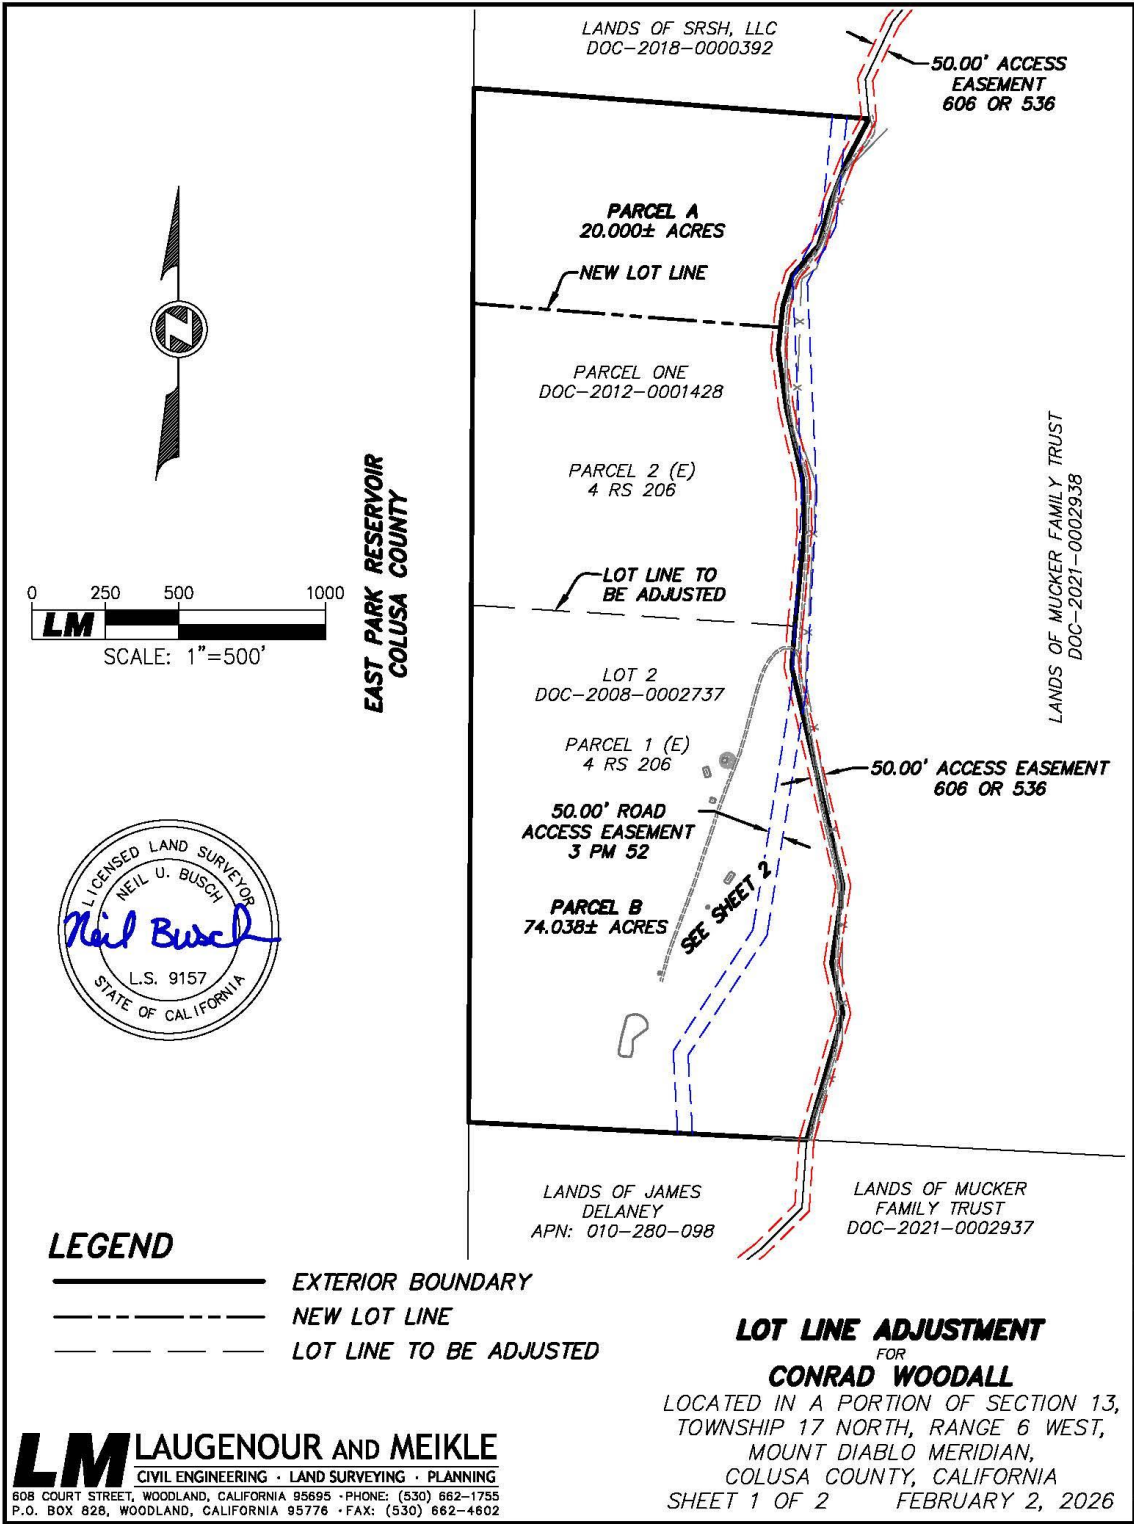 LANDS OF SRSH, LLC
DOC-2018-0000392
50.00' ACCESS
EASEMENT
606 OR 536
PARCEL A
20.000± ACRES
NEW LOT LINE
PARCEL ONE
DOC-2012-0001428
PARCEL 2 (E)
4 RS 206
LANDS OF MUCKER FAMILY TRUST
DOC-2021-0002938
EAST PARK RESERVOIR
COLUSA COUNTY
N
0 250 500 1000
LM
SCALE: 1"=500'
LOT LINE TO
BE ADJUSTED
LOT 2
DOC-2008-0002737
PARCEL 1 (E)
4 RS 206
50.00' ACCESS EASEMENT
606 OR 536
50.00' ROAD
ACCESS EASEMENT
3 PM 52
SEE SHEET 2
PARCEL B
74.038± ACRES
LICENSED LAND SURVEYOR
NEIL U. BUSCH
Neil Busch
L.S. 9157
STATE OF CALIFORNIA
LANDS OF JAMES
DELANEY
APN: 010-280-098
LANDS OF MUCKER
FAMILY TRUST
DOC-2021-0002937
LEGEND
EXTERIOR BOUNDARY
NEW LOT LINE
LOT LINE TO BE ADJUSTED
LOT LINE ADJUSTMENT
FOR
CONRAD WOODALL
LOCATED IN A PORTION OF SECTION 13,
TOWNSHIP 17 NORTH, RANGE 6 WEST,
MOUNT DIABLO MERIDIAN,
COLUSA COUNTY, CALIFORNIA
SHEET 1 OF 2 FEBRUARY 2, 2026
LM LAUGENOUR AND MEIKLE
CIVIL ENGINEERING · LAND SURVEYING · PLANNING
608 COURT STREET, WOODLAND, CALIFORNIA 95695 · PHONE: (530) 662-1755
P.O. BOX 828, WOODLAND, CALIFORNIA 95776 · FAX: (530) 662-4602